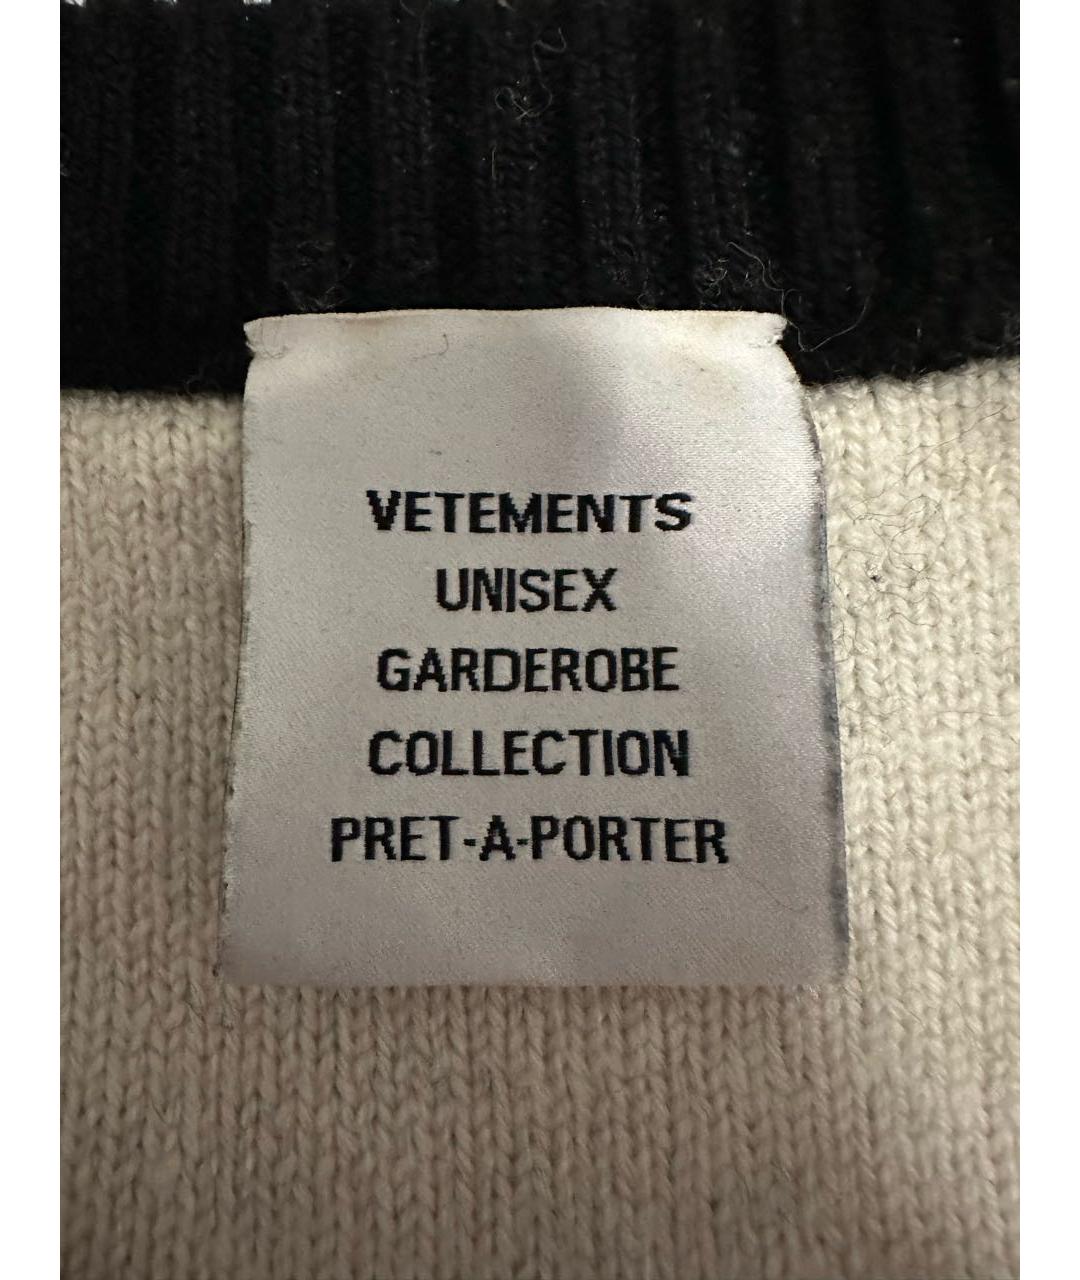 VETEMENTS
UNISEX
GARDEROBE
COLLECTION
PRET-A-PORTER